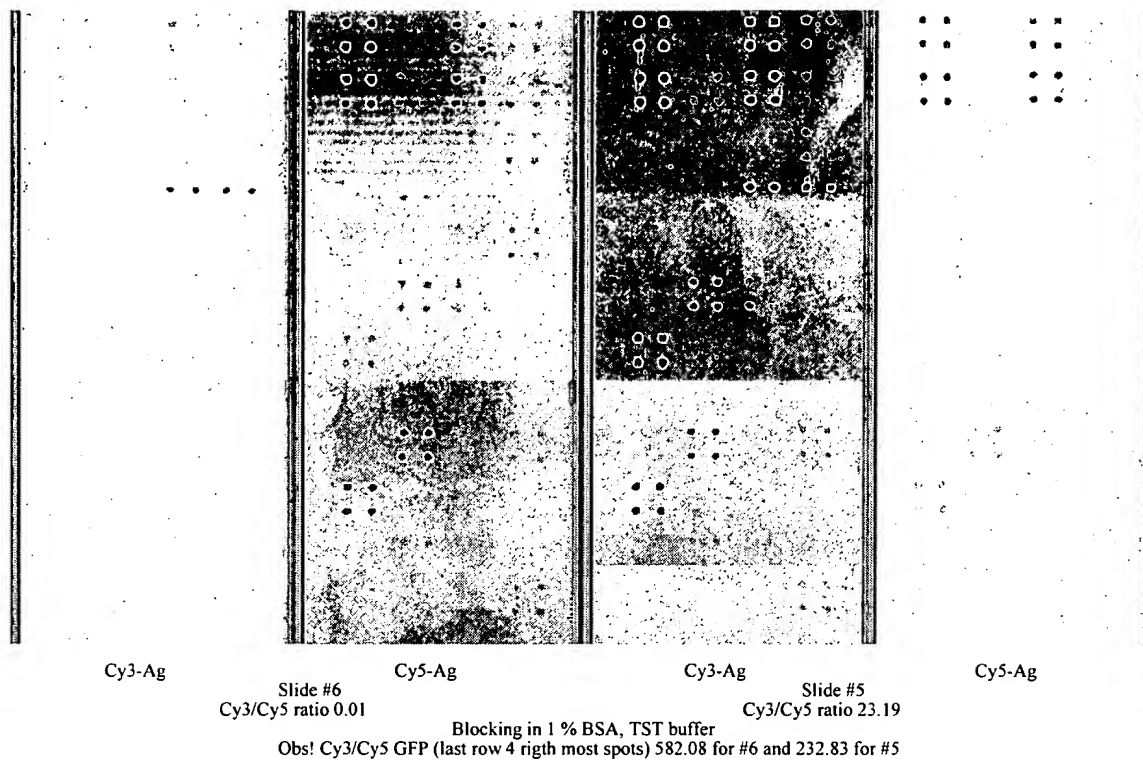 Cy3-Ag Cy5-Ag Cy3-Ag Cy5-Ag
Slide #6 Slide #5
Cy3/Cy5 ratio 0.01 Cy3/Cy5 ratio 23.19
Blocking in 1 % BSA, TST buffer
Obs! Cy3/Cy5 GFP (last row 4 rigth most spots) 582.08 for #6 and 232.83 for #5